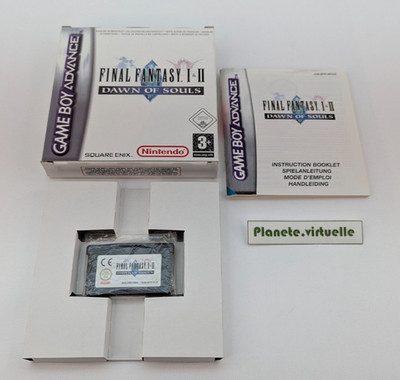 GAME BOY ADVANCE
FINAL FANTASY I·II
DAWN OF SOULS
SQUARE ENIX
Nintendo
3+
GAME BOY ADVANCE
FINAL FANTASY I·II
DAWN OF SOULS
INSTRUCTION BOOKLET
SPIELANLEITUNG
MODE D'EMPLOI
HANDLEIDING
Planete.virtuelle
CE
FINAL FANTASY I·II